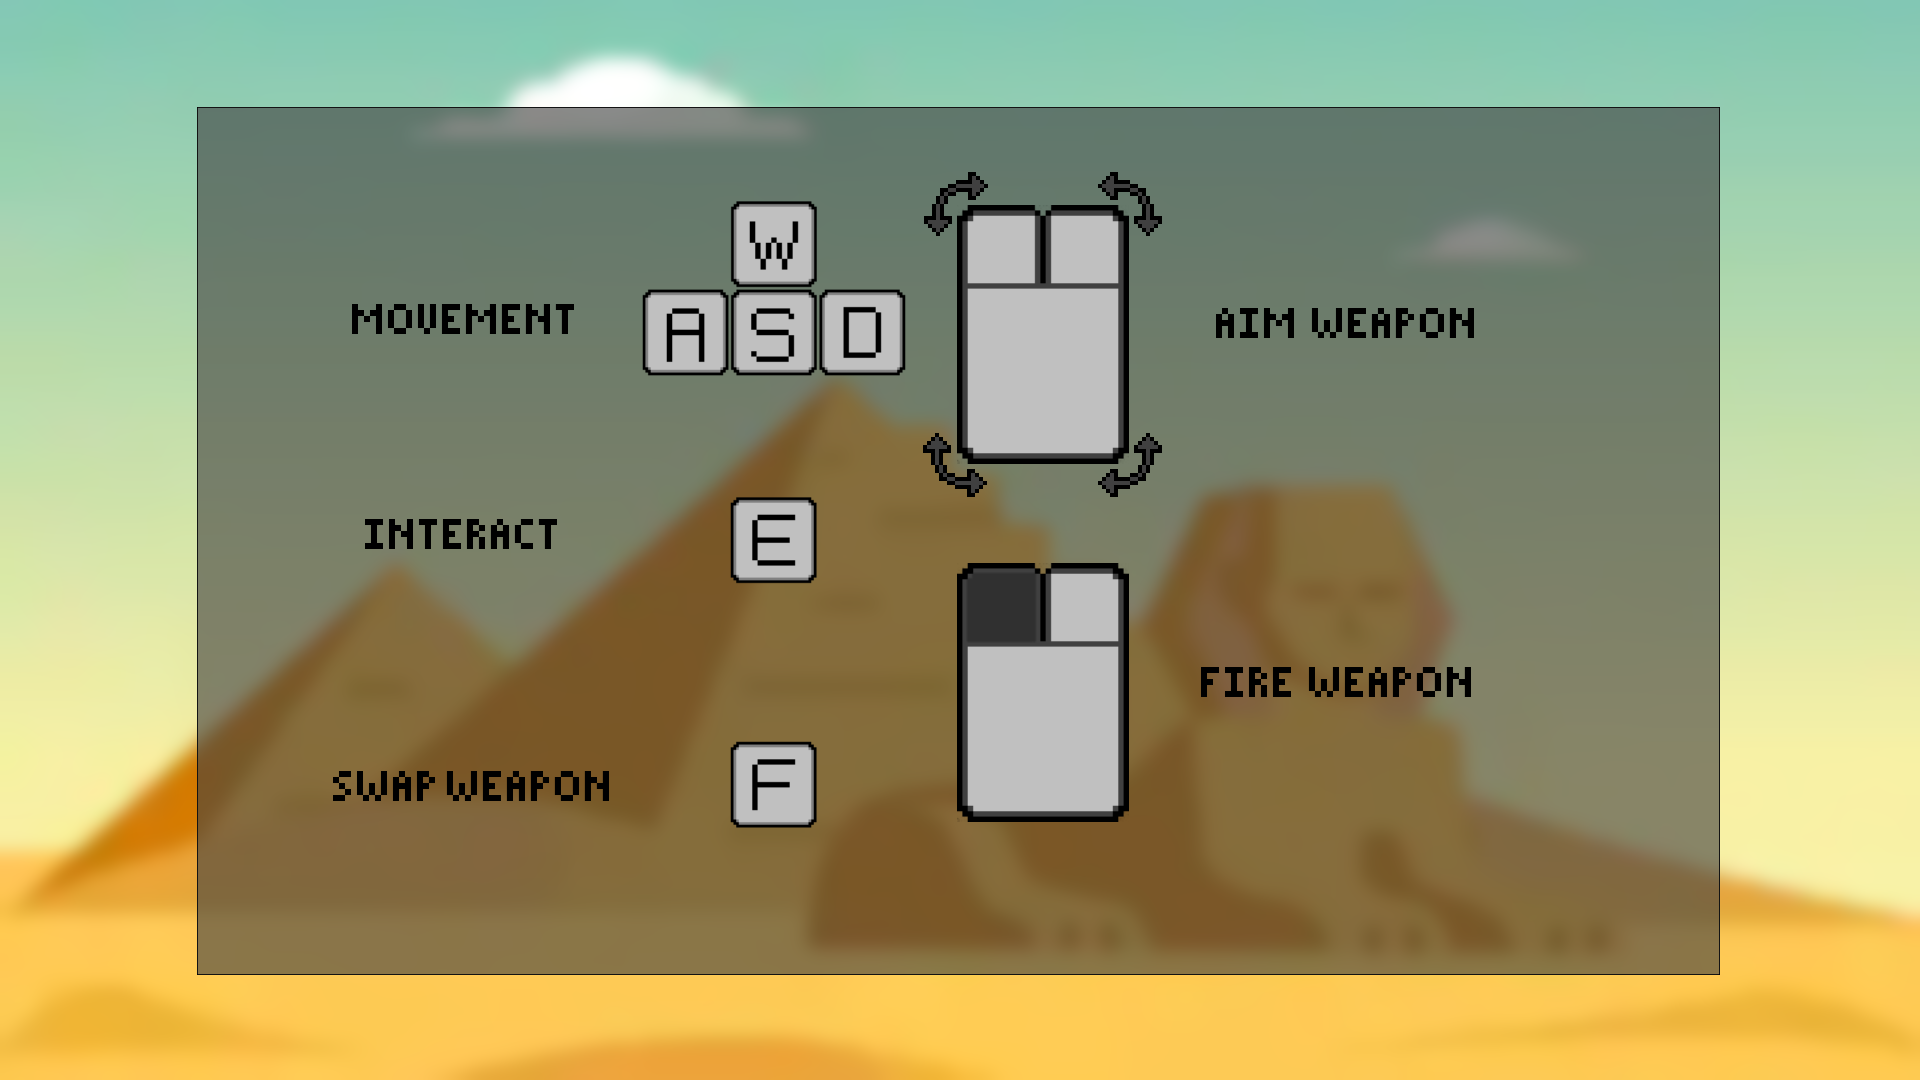 W
MOVEMENT
A S D
AIM WEAPON
INTERACT
E
FIRE WEAPON
SWAP WEAPON
F